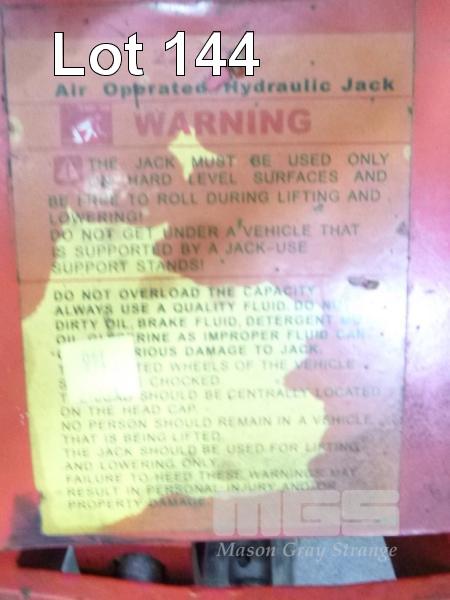 Lot 144
Air Operated Hydraulic Jack
WARNING
THE JACK MUST BE USED ONLY
HARD LEVEL SURFACES AND
BE FREE TO ROLL DURING LIFTING AND
LOWERING!
DO NOT GET UNDER A VEHICLE THAT
IS SUPPORTED BY A JACK-USE
SUPPORT STANDS!
DO NOT OVERLOAD THE CAPACITY
ALWAYS USE A QUALITY FLUID. DO
DIRTY OIL, BRAKE FLUID, DETERGENT
AS IMPROPER FLUID
DAMAGE TO JACK.
WHEELS OF THE VEHICLE
CHOCKED
SHOULD BE CENTRALLY LOCATED
ON THE HEAD CAP.
NO PERSON SHOULD REMAIN IN A VEHICLE
THAT IS BEING LIFTED.
THE JACK SHOULD BE USED FOR LIFTING
AND LOWERING ONLY.
FAILURE TO HEED THESE WARNINGS MAY
RESULT IN PERSONAL INJURY AND/OR
PROPERTY DAMAGE
MGS
Mason Gray Strange